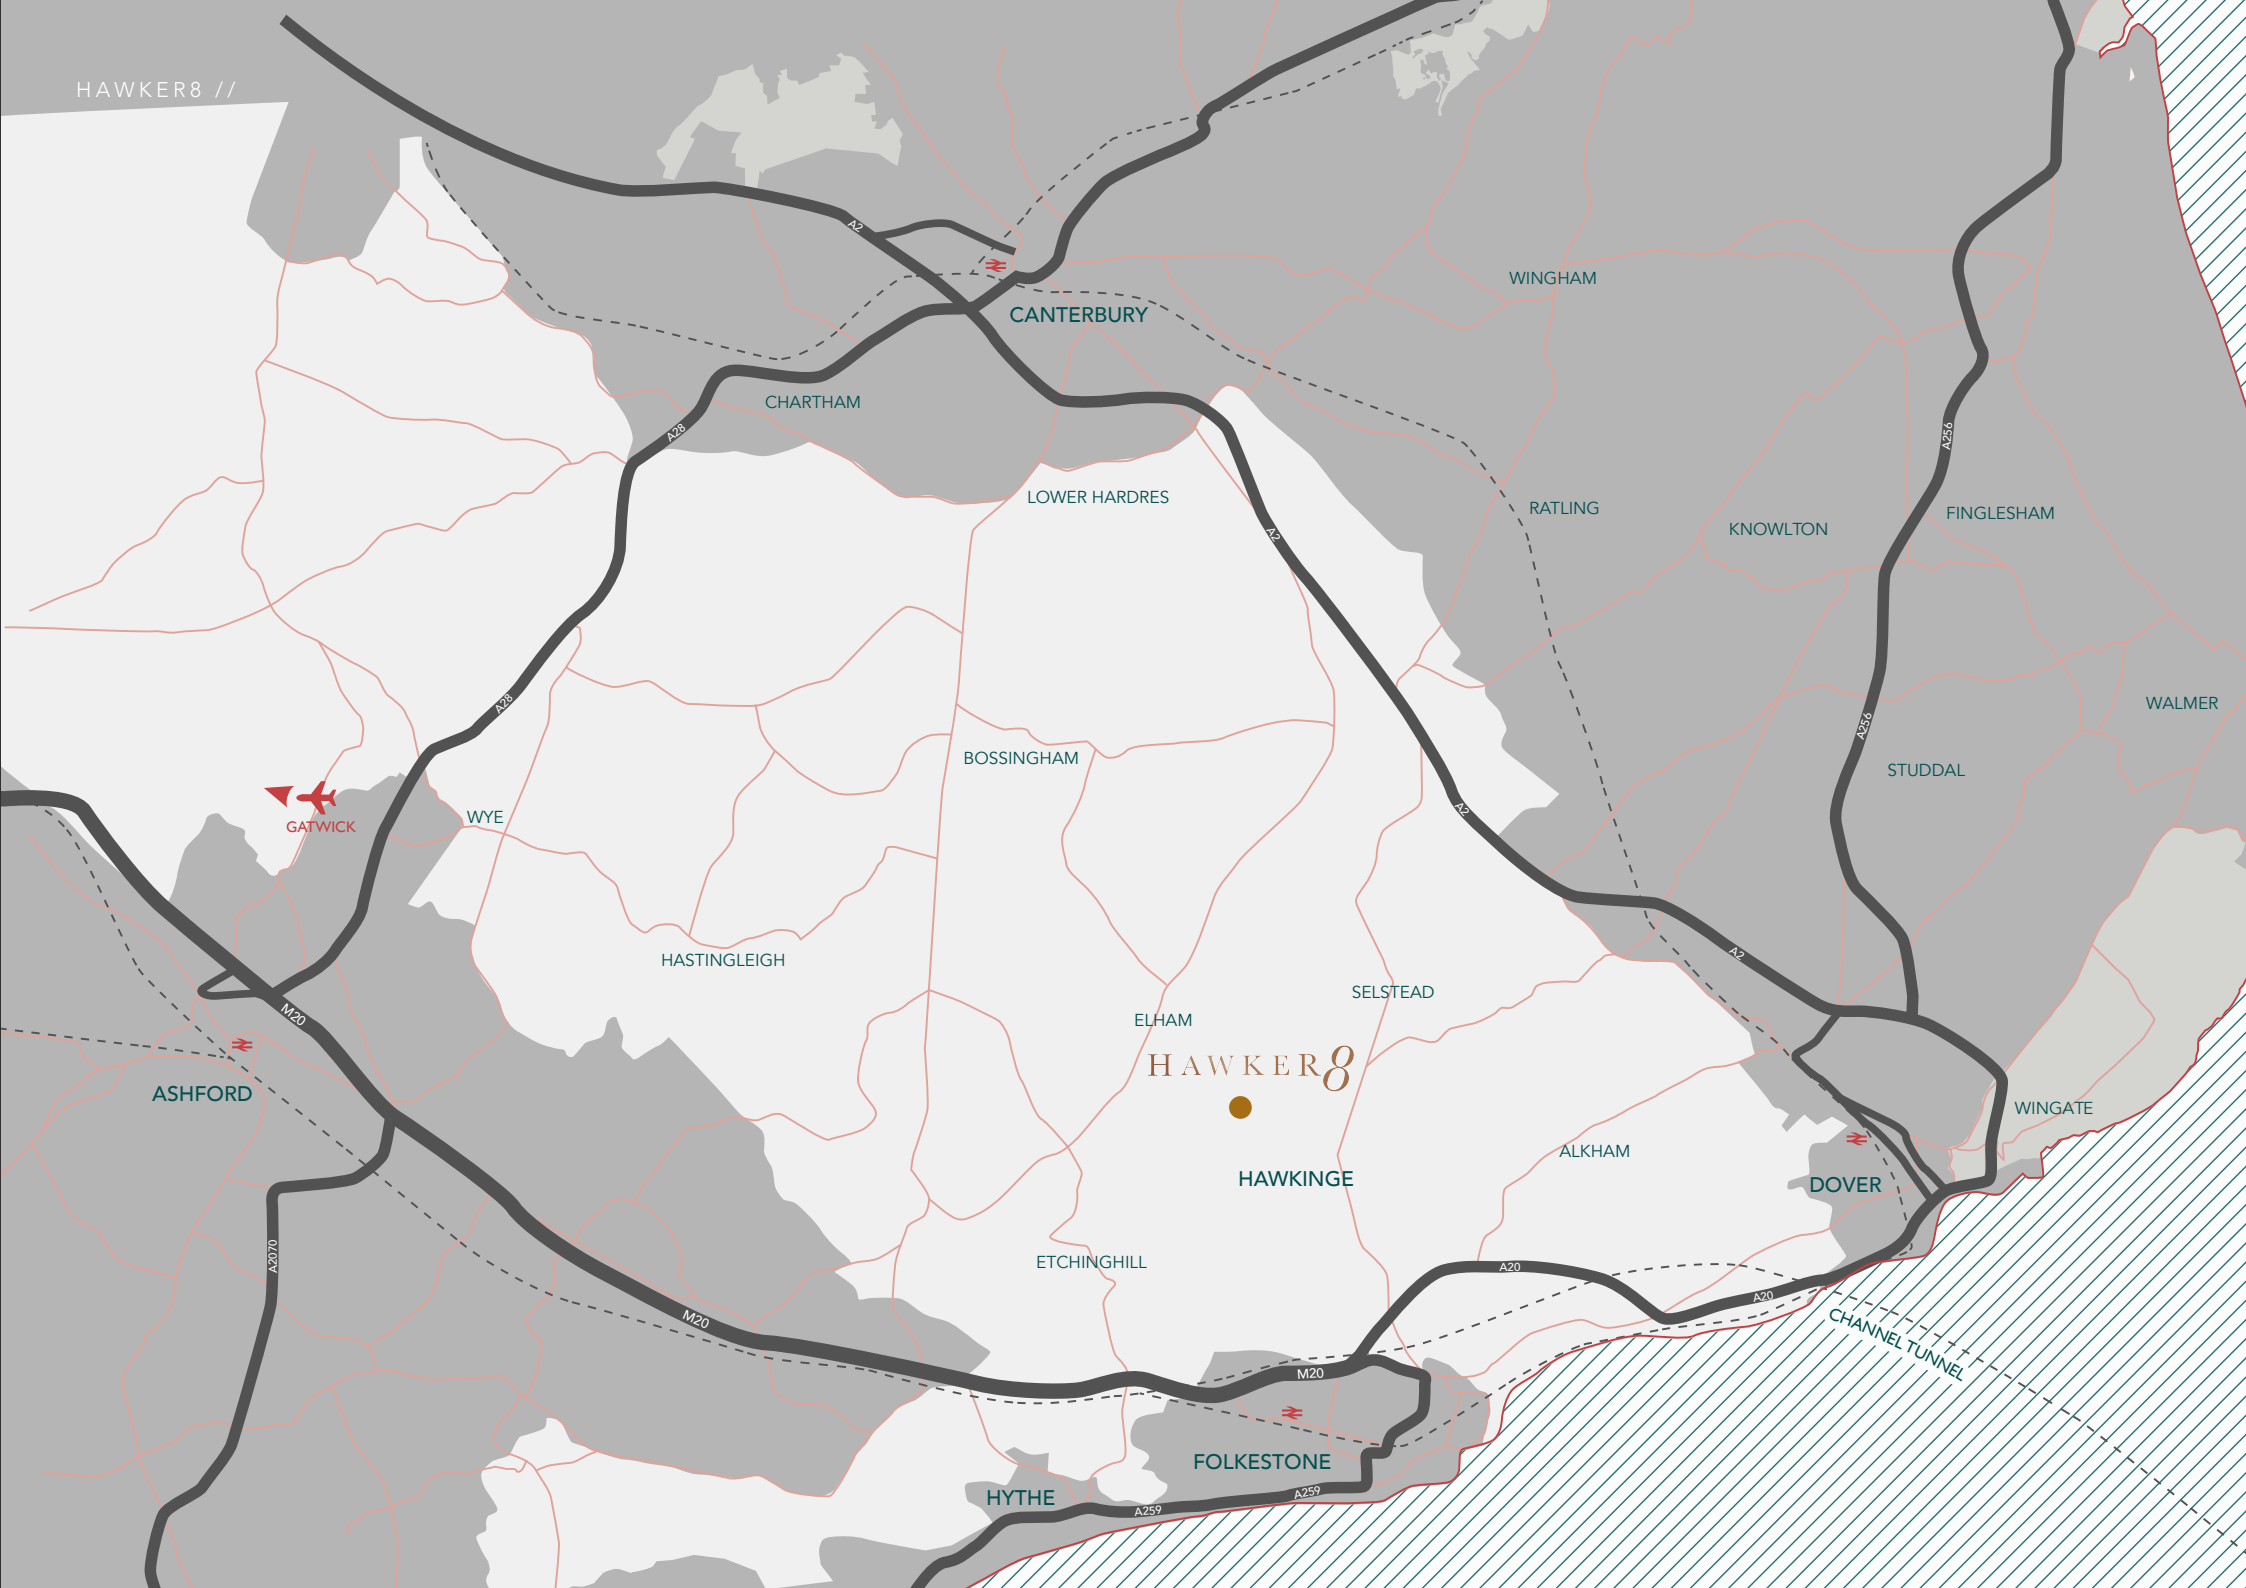 HAWKER8 //
A2
CANTERBURY
WINGHAM
CHARTHAM
A28
A256
LOWER HARDRES
RATLING
FINGLESHAM
KNOWLTON
A2
A28
WALMER
A256
BOSSINGHAM
STUDDAL
WYE
GATWICK
A2
HASTINGLEIGH
A2
SELSTEAD
M20
ELHAM
HAWKER8
ASHFORD
WINGATE
ALKHAM
HAWKINGE
DOVER
A2070
ETCHINGHILL
A20
A20
M20
CHANNEL TUNNEL
M20
FOLKESTONE
HYTHE
A259
A259